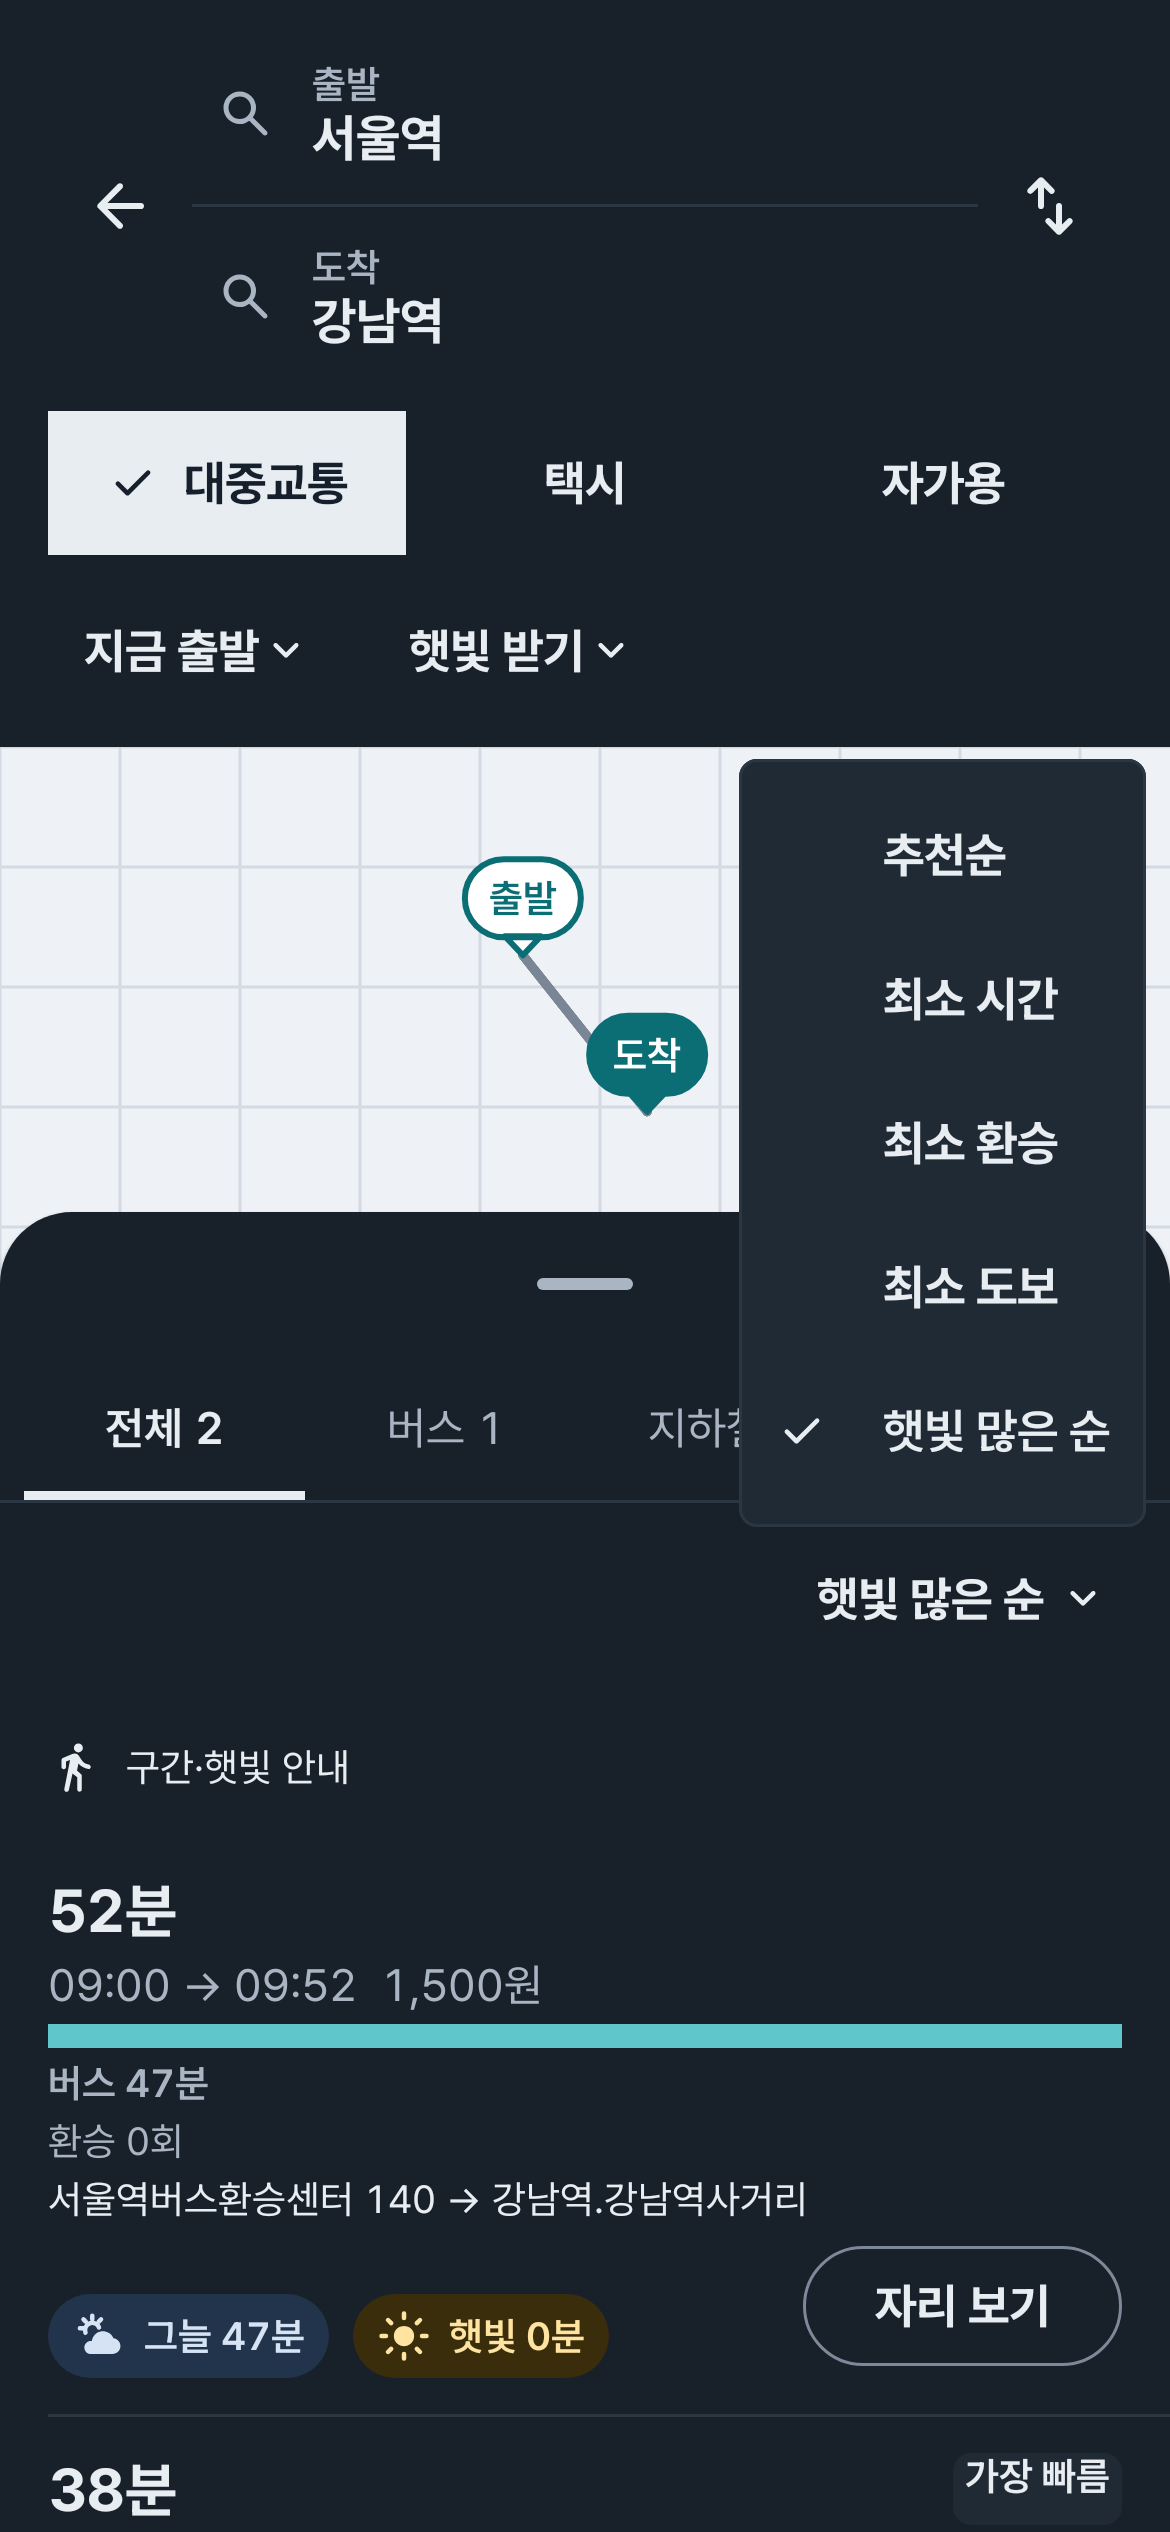 출발
서울역
도착
강남역
대중교통
택시
자가용
지금 출발
햇빛 받기
출발
도착
추천순
최소 시간
최소 환승
최소 도보
햇빛 많은 순
전체 2
버스 1
지하
햇빛 많은 순
구간·햇빛 안내
52분
09:00 → 09:52 1,500원
버스 47분
환승 0회
서울역버스환승센터 140 → 강남역.강남역사거리
그늘 47분
햇빛 0분
자리 보기
38분
가장 빠름